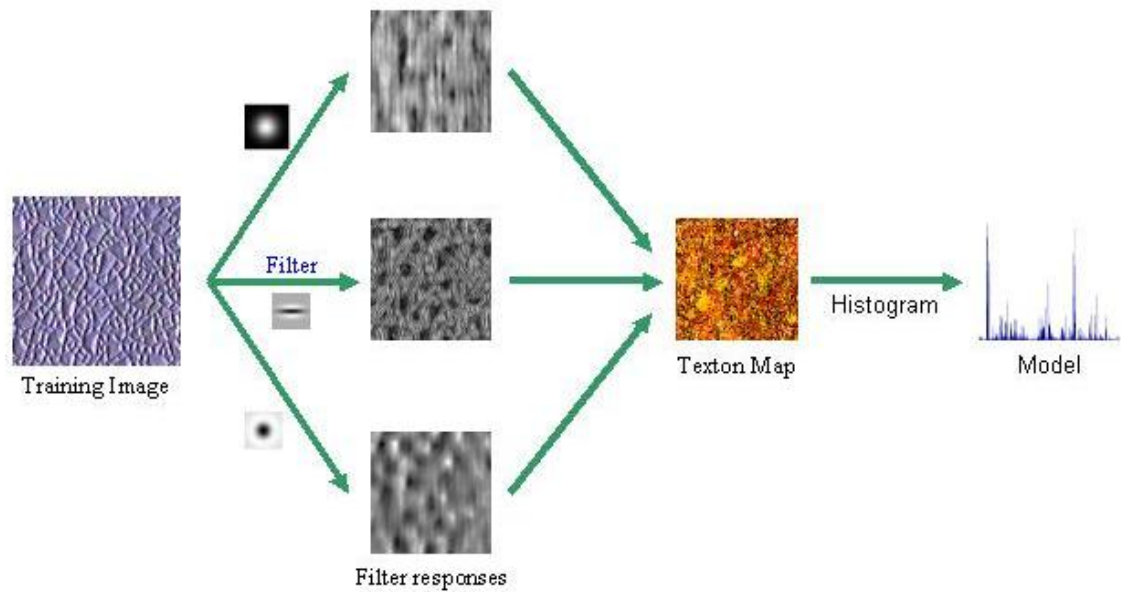 Filter
Training Image
Histogram
Texton Map
Model
Filter responses